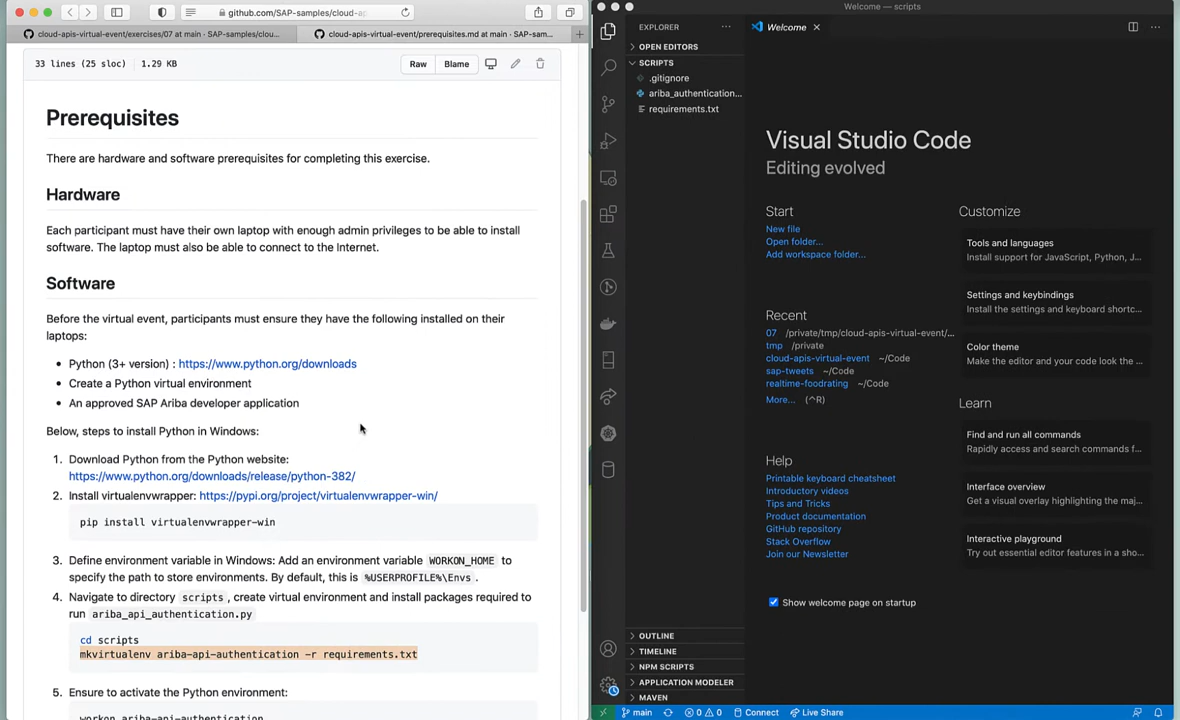 github.com/SAP-samples/cloud-ap
cloud-apis-virtual-event/exercises/07 at main · SAP-samples/clou...
cloud-apis-virtual-event/prerequisites.md at main · SAP-sam...
33 lines (25 sloc) 1.29 KB
Raw
Blame
Prerequisites
There are hardware and software prerequisites for completing this exercise.
Hardware
Each participant must have their own laptop with enough admin privileges to be able to install
software. The laptop must also be able to connect to the Internet.
Software
Before the virtual event, participants must ensure they have the following installed on their
laptops:
• Python (3+ version) : https://www.python.org/downloads
• Create a Python virtual environment
• An approved SAP Ariba developer application
Below, steps to install Python in Windows:
1. Download Python from the Python website:
https://www.python.org/downloads/release/python-382/
2. Install virtualenvwrapper: https://pypi.org/project/virtualenvwrapper-win/
pip install virtualenvwrapper-win
3. Define environment variable in Windows: Add an environment variable WORKON_HOME to
specify the path to store environments. By default, this is %USERPROFILE%\Envs .
4. Navigate to directory scripts , create virtual environment and install packages required to
run ariba_api_authentication.py
cd scripts
mkvirtualenv ariba-api-authentication -r requirements.txt
5. Ensure to activate the Python environment:
workon ariba-api-authentication
Welcome — scripts
EXPLORER
Welcome
OPEN EDITORS
SCRIPTS
.gitignore
ariba_authentication...
requirements.txt
Visual Studio Code
Editing evolved
Start
New file
Open folder...
Add workspace folder...
Recent
07 /private/tmp/cloud-apis-virtual-event/...
tmp /private
cloud-apis-virtual-event ~/Code
sap-tweets ~/Code
realtime-foodrating ~/Code
More... (^R)
Help
Printable keyboard cheatsheet
Introductory videos
Tips and Tricks
Product documentation
GitHub repository
Stack Overflow
Join our Newsletter
Show welcome page on startup
Customize
Tools and languages
Install support for JavaScript, Python, J...
Settings and keybindings
Install the settings and keyboard shortc...
Color theme
Make the editor and your code look the ...
Learn
Find and run all commands
Rapidly access and search commands f...
Interface overview
Get a visual overlay highlighting the maj...
Interactive playground
Try out essential editor features in a sho...
OUTLINE
TIMELINE
NPM SCRIPTS
APPLICATION MODELER
MAVEN
main
0
0
Connect
Live Share